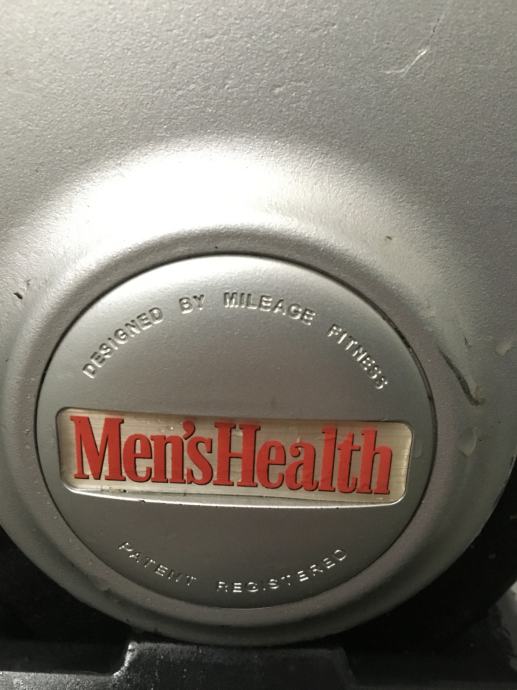 DESIGNED BY MILEAGE FITNESS
Men'sHealth
PATENT REGISTERED